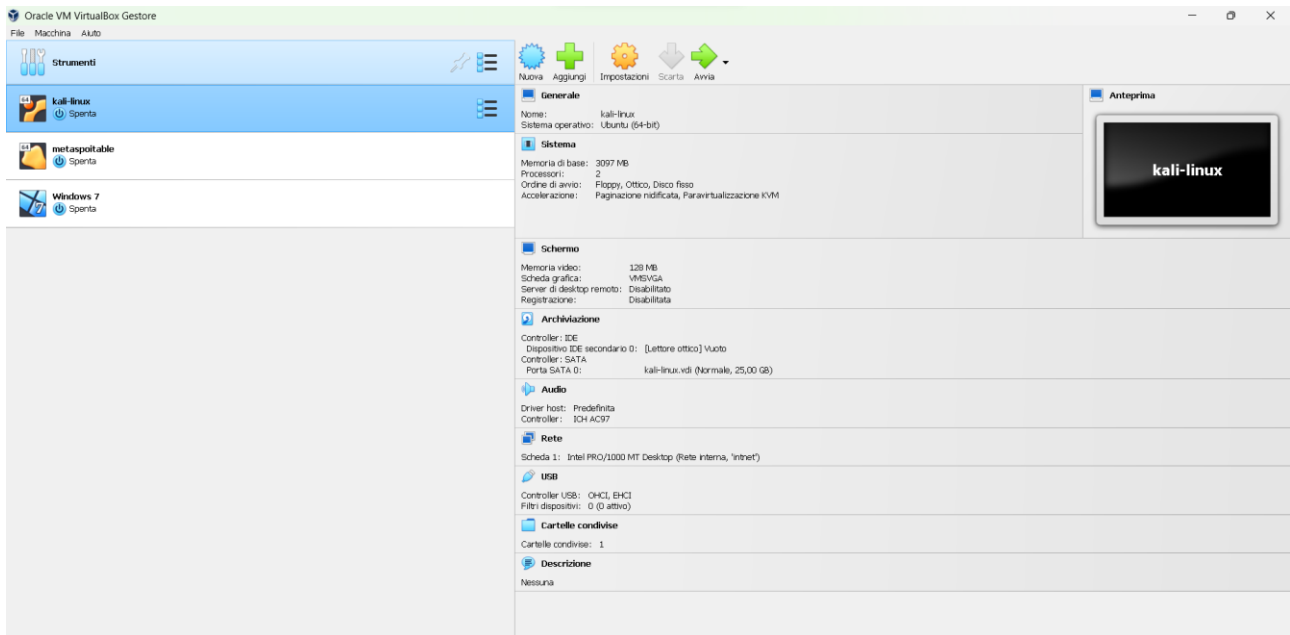 Oracle VM VirtualBox Gestore
File Macchina Aiuto
Strumenti
64
kali-linux
Spenta
64
metaspoitable
Spenta
7
Windows 7
Spenta
Nuova Aggiungi Impostazioni Scarta Avvia
Generale
Nome: kali-linux
Sistema operativo: Ubuntu (64-bit)
Anteprima
kali-linux
Sistema
Memoria di base: 3097 MB
Processori: 2
Ordine di avvio: Floppy, Ottico, Disco fisso
Accelerazione: Paginazione nidificata, Paravirtualizzazione KVM
Schermo
Memoria video: 128 MB
Scheda grafica: VMSVGA
Server di desktop remoto: Disabilitato
Registrazione: Disabilitata
Archiviazione
Controller: IDE
Dispositivo IDE secondario 0: [Lettore ottico] Vuoto
Controller: SATA
Porta SATA 0: kali-linux.vdi (Normale, 25,00 GB)
Audio
Driver host: Predefinita
Controller: ICH AC97
Rete
Scheda 1: Intel PRO/1000 MT Desktop (Rete interna, 'intnet')
USB
Controller USB: OHCI, EHCI
Filtri dispositivi: 0 (0 attivo)
Cartelle condivise
Cartelle condivise: 1
Descrizione
Nessuna